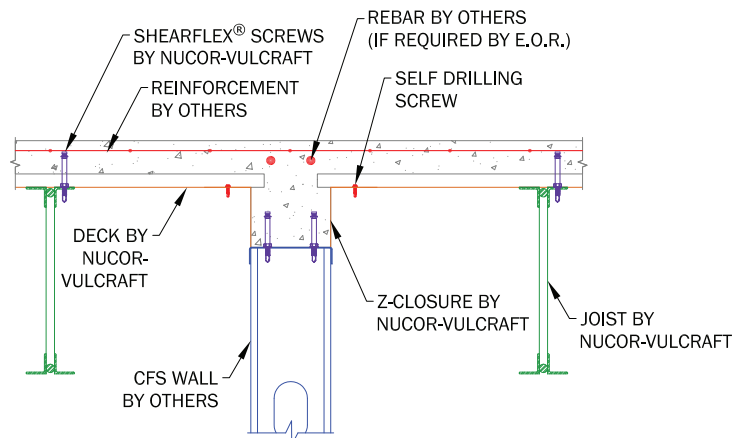 SHEARFLEX® SCREWS
BY NUCOR-VULCRAFT
REINFORCEMENT
BY OTHERS
REBAR BY OTHERS
(IF REQUIRED BY E.O.R.)
SELF DRILLING
SCREW
DECK BY
NUCOR-
VULCRAFT
Z-CLOSURE BY
NUCOR-VULCRAFT
JOIST BY
NUCOR-VULCRAFT
CFS WALL
BY OTHERS